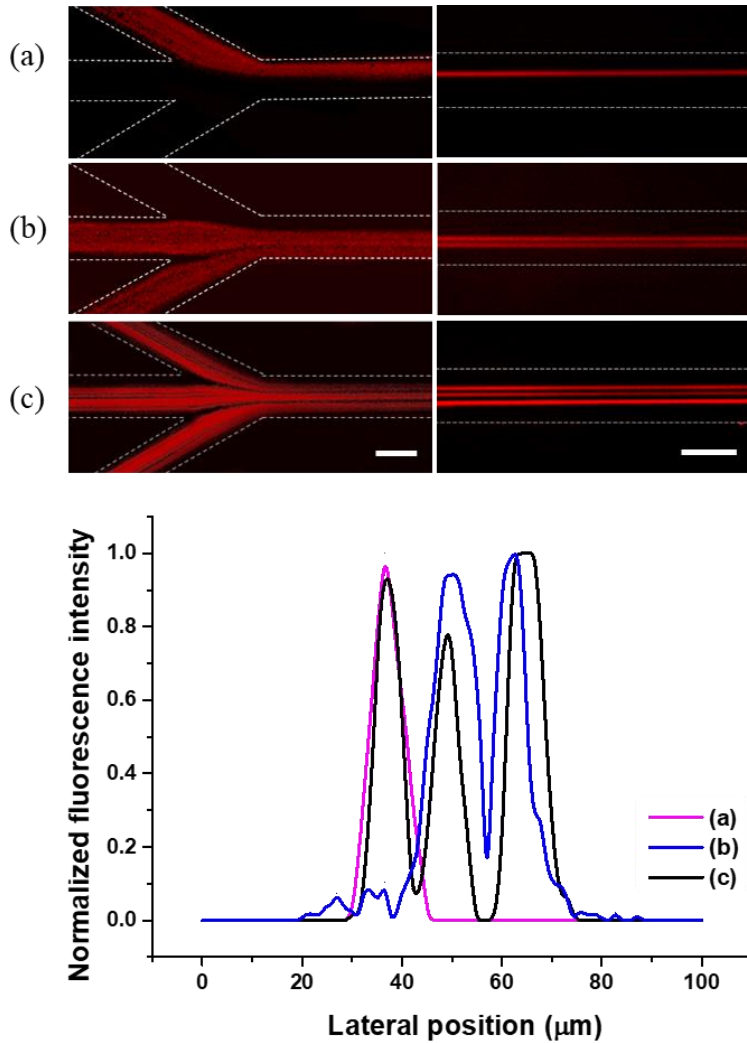 (a)
(b)
(c)
Normalized fluorescence intensity
1.0
0.8
0.6
0.4
0.2
0.0
(a)
(b)
(c)
0 20 40 60 80 100
Lateral position (μm)